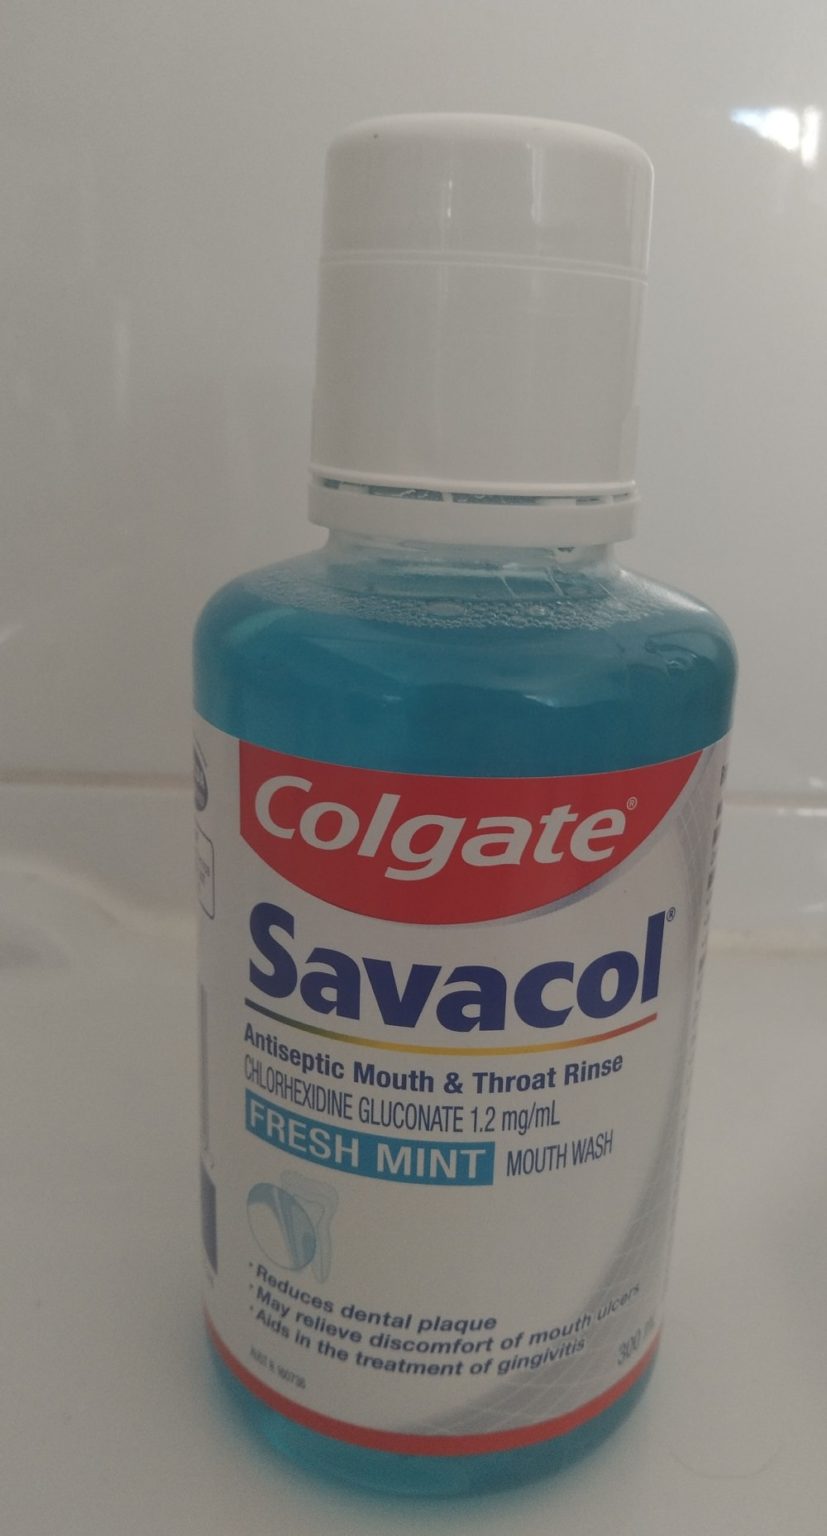 Colgate®
Savacol®
Antiseptic Mouth & Throat Rinse
CHLORHEXIDINE GLUCONATE 1.2 mg/mL
FRESH MINT MOUTH WASH
· Reduces dental plaque
· May relieve discomfort of mouth ulcers
· Aids in the treatment of gingivitis
300